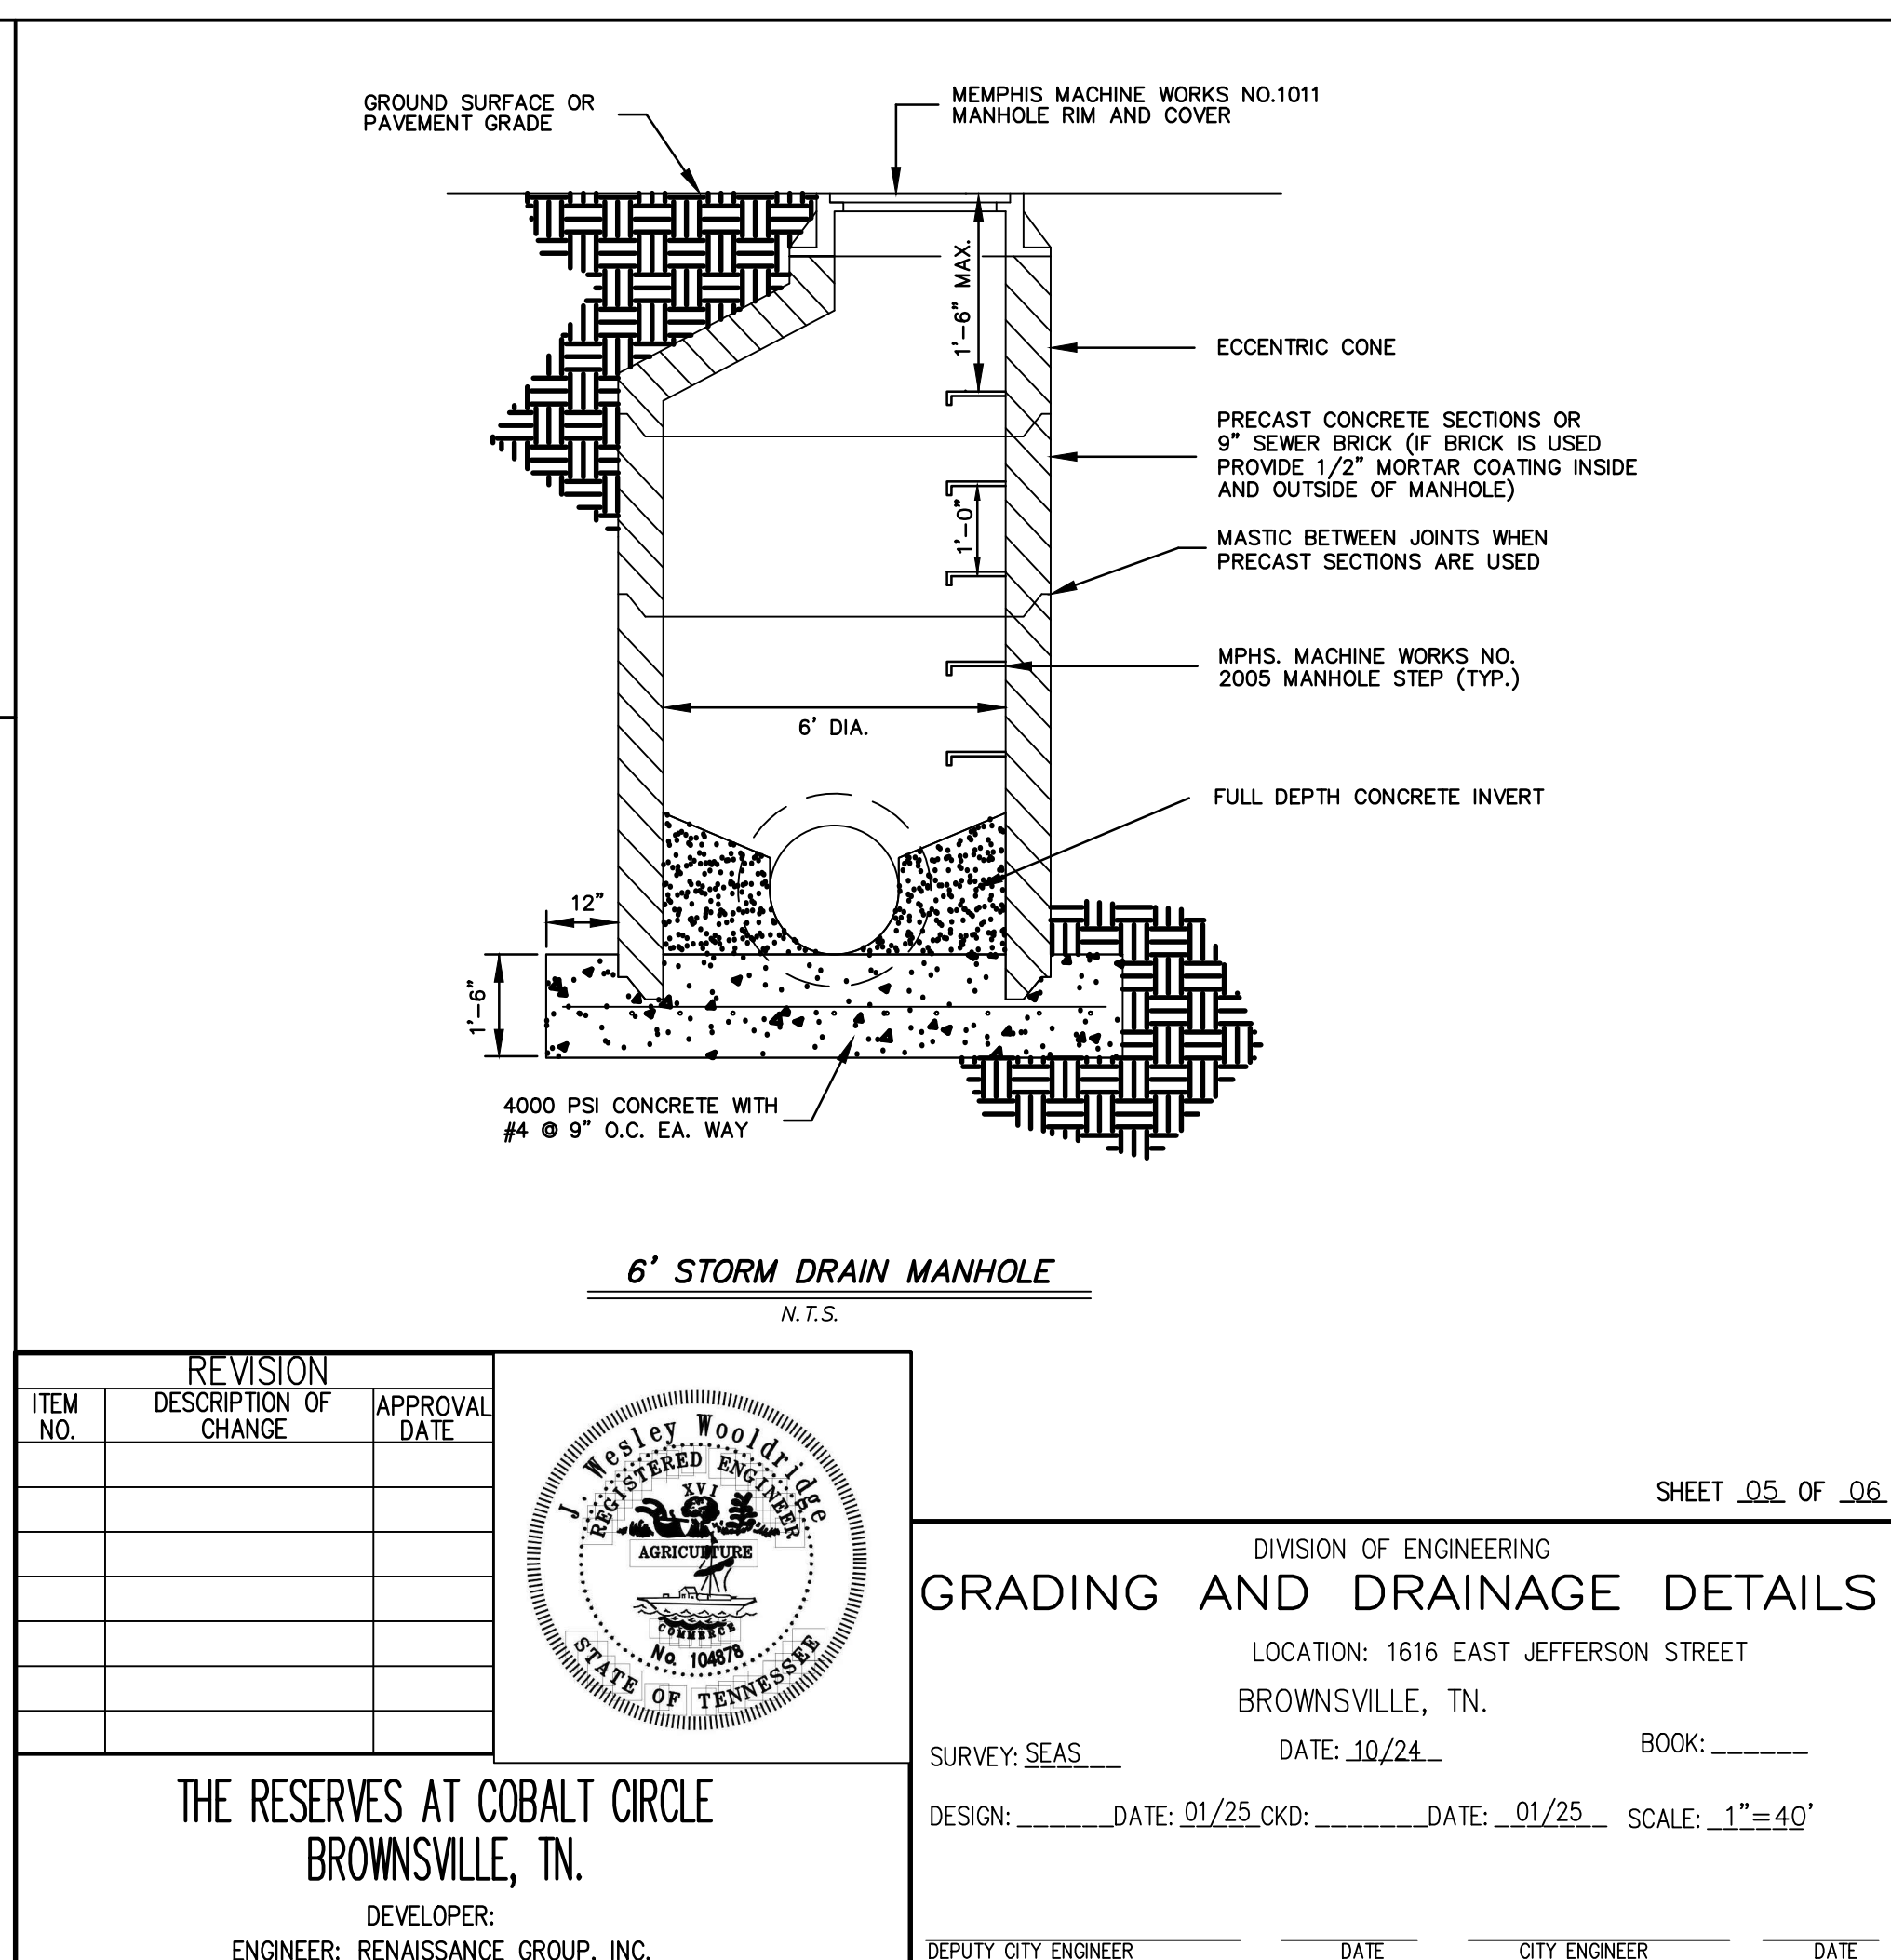 GROUND SURFACE OR
PAVEMENT GRADE
MEMPHIS MACHINE WORKS NO.1011
MANHOLE RIM AND COVER
1'-6" MAX.
ECCENTRIC CONE
PRECAST CONCRETE SECTIONS OR
9" SEWER BRICK (IF BRICK IS USED
PROVIDE 1/2" MORTAR COATING INSIDE
AND OUTSIDE OF MANHOLE)
1'-0"
MASTIC BETWEEN JOINTS WHEN
PRECAST SECTIONS ARE USED
MPHS. MACHINE WORKS NO.
2005 MANHOLE STEP (TYP.)
6' DIA.
FULL DEPTH CONCRETE INVERT
12"
1'-6"
4000 PSI CONCRETE WITH
#4 @ 9" O.C. EA. WAY
6' STORM DRAIN MANHOLE
N.T.S.
REVISION
ITEM NO.
DESCRIPTION OF CHANGE
APPROVAL DATE
J. Wesley Wooldridge
REGISTERED ENGINEER
XVI
AGRICULTURE
COMMERCE
No. 104878
STATE OF TENNESSEE
SHEET 05 OF 06
DIVISION OF ENGINEERING
GRADING AND DRAINAGE DETAILS
LOCATION: 1616 EAST JEFFERSON STREET
BROWNSVILLE, TN.
SURVEY: SEAS DATE: 10/24 BOOK:
DESIGN: DATE: 01/25 CKD: DATE: 01/25 SCALE: 1"=40'
DEPUTY CITY ENGINEER DATE CITY ENGINEER DATE
THE RESERVES AT COBALT CIRCLE
BROWNSVILLE, TN.
DEVELOPER:
ENGINEER: RENAISSANCE GROUP, INC.